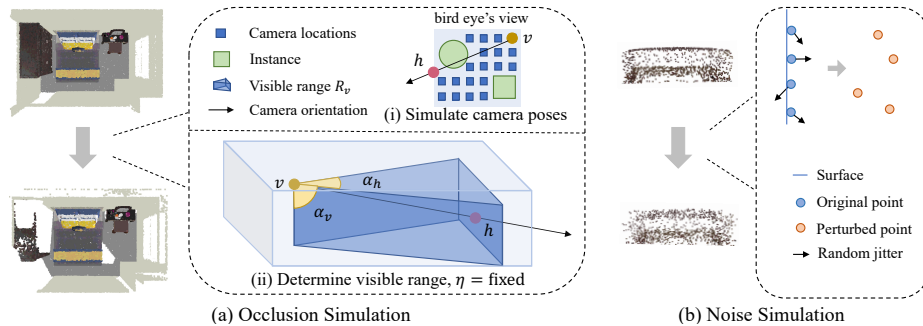 bird eye's view
Camera locations
Instance
Visible range R_v
Camera orientation
v
h
(i) Simulate camera poses
v
α_h
α_v
h
(ii) Determine visible range, η = fixed
(a) Occlusion Simulation
Surface
Original point
Perturbed point
Random jitter
(b) Noise Simulation